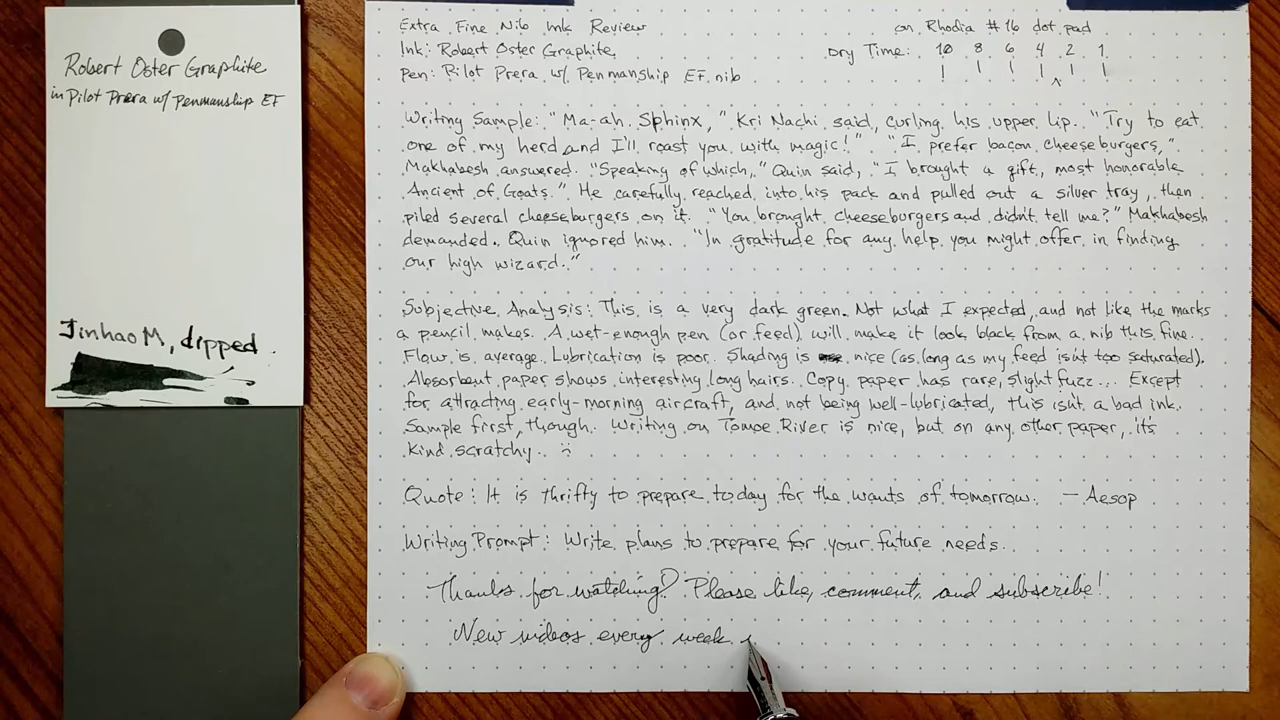 Robert Oster Graphite
in Pilot Prera w/ Penmanship EF
Jinhao M, dipped
Extra Fine Nib Ink Review
on Rhodia #16 dot pad
Ink: Robert Oster Graphite
Dry Time: 10 8 6 4 2 1
Pen: Pilot Prera w/ Penmanship EF nib
Writing Sample: "Ma-ah Sphinx," Kri Nachi said, curling his upper lip. "Try to eat
one of my herd and I'll roast you with magic!" "I prefer bacon cheeseburgers,"
Makhabesh answered. "Speaking of which," Quin said, "I brought a gift, most honorable
Ancient of Goats." He carefully reached into his pack and pulled out a silver tray, then
piled several cheeseburgers on it. "You brought cheeseburgers and didn't tell me?" Makhabesh
demanded. Quin ignored him. "In gratitude for any help you might offer in finding
our high wizard."
Subjective Analysis: This is a very dark green. Not what I expected, and not like the marks
a pencil makes. A wet-enough pen (or feed) will make it look black from a nib this fine.
Flow is average. Lubrication is poor. Shading is nice (as long as my feed isn't too saturated).
Absorbent paper shows interesting long hairs. Copy paper has rare, slight fuzz... Except
for attracting early-morning aircraft, and not being well-lubricated, this isn't a bad ink.
Sample first, though. Writing on Tomoe River is nice, but on any other paper, it's
kind scratchy. :(
Quote: It is thrifty to prepare today for the wants of tomorrow. — Aesop
Writing Prompt: Write plans to prepare for your future needs.
Thanks for watching! Please like, comment, and subscribe!
New videos every week